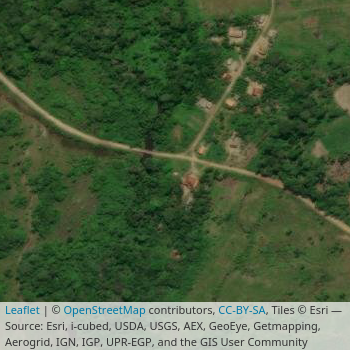 Leaflet | © OpenStreetMap contributors, CC-BY-SA, Tiles © Esri —
Source: Esri, i-cubed, USDA, USGS, AEX, GeoEye, Getmapping,
Aerogrid, IGN, IGP, UPR-EGP, and the GIS User Community